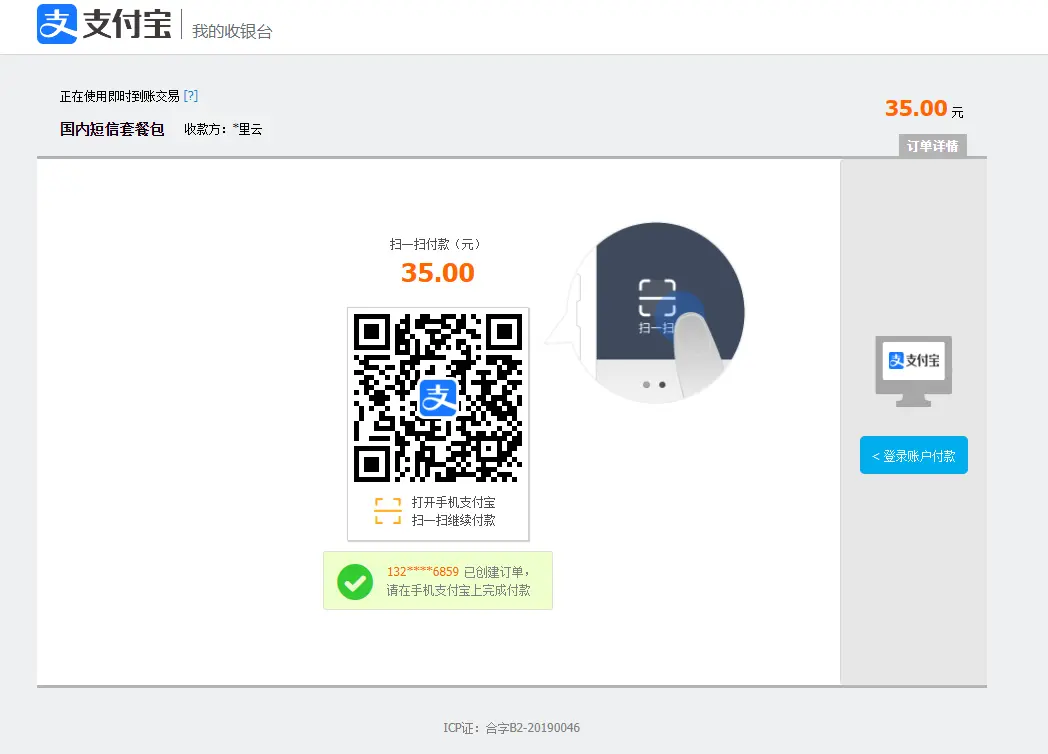 支付宝 我的收银台
正在使用即时到账交易 [?]
国内短信套餐包 收款方：*里云
35.00 元
订单详情
扫一扫付款（元）
35.00
扫一扫
支
打开手机支付宝
扫一扫继续付款
132****6859 已创建订单，
请在手机支付宝上完成付款
支付宝
< 登录账户付款
ICP证：合字B2-20190046